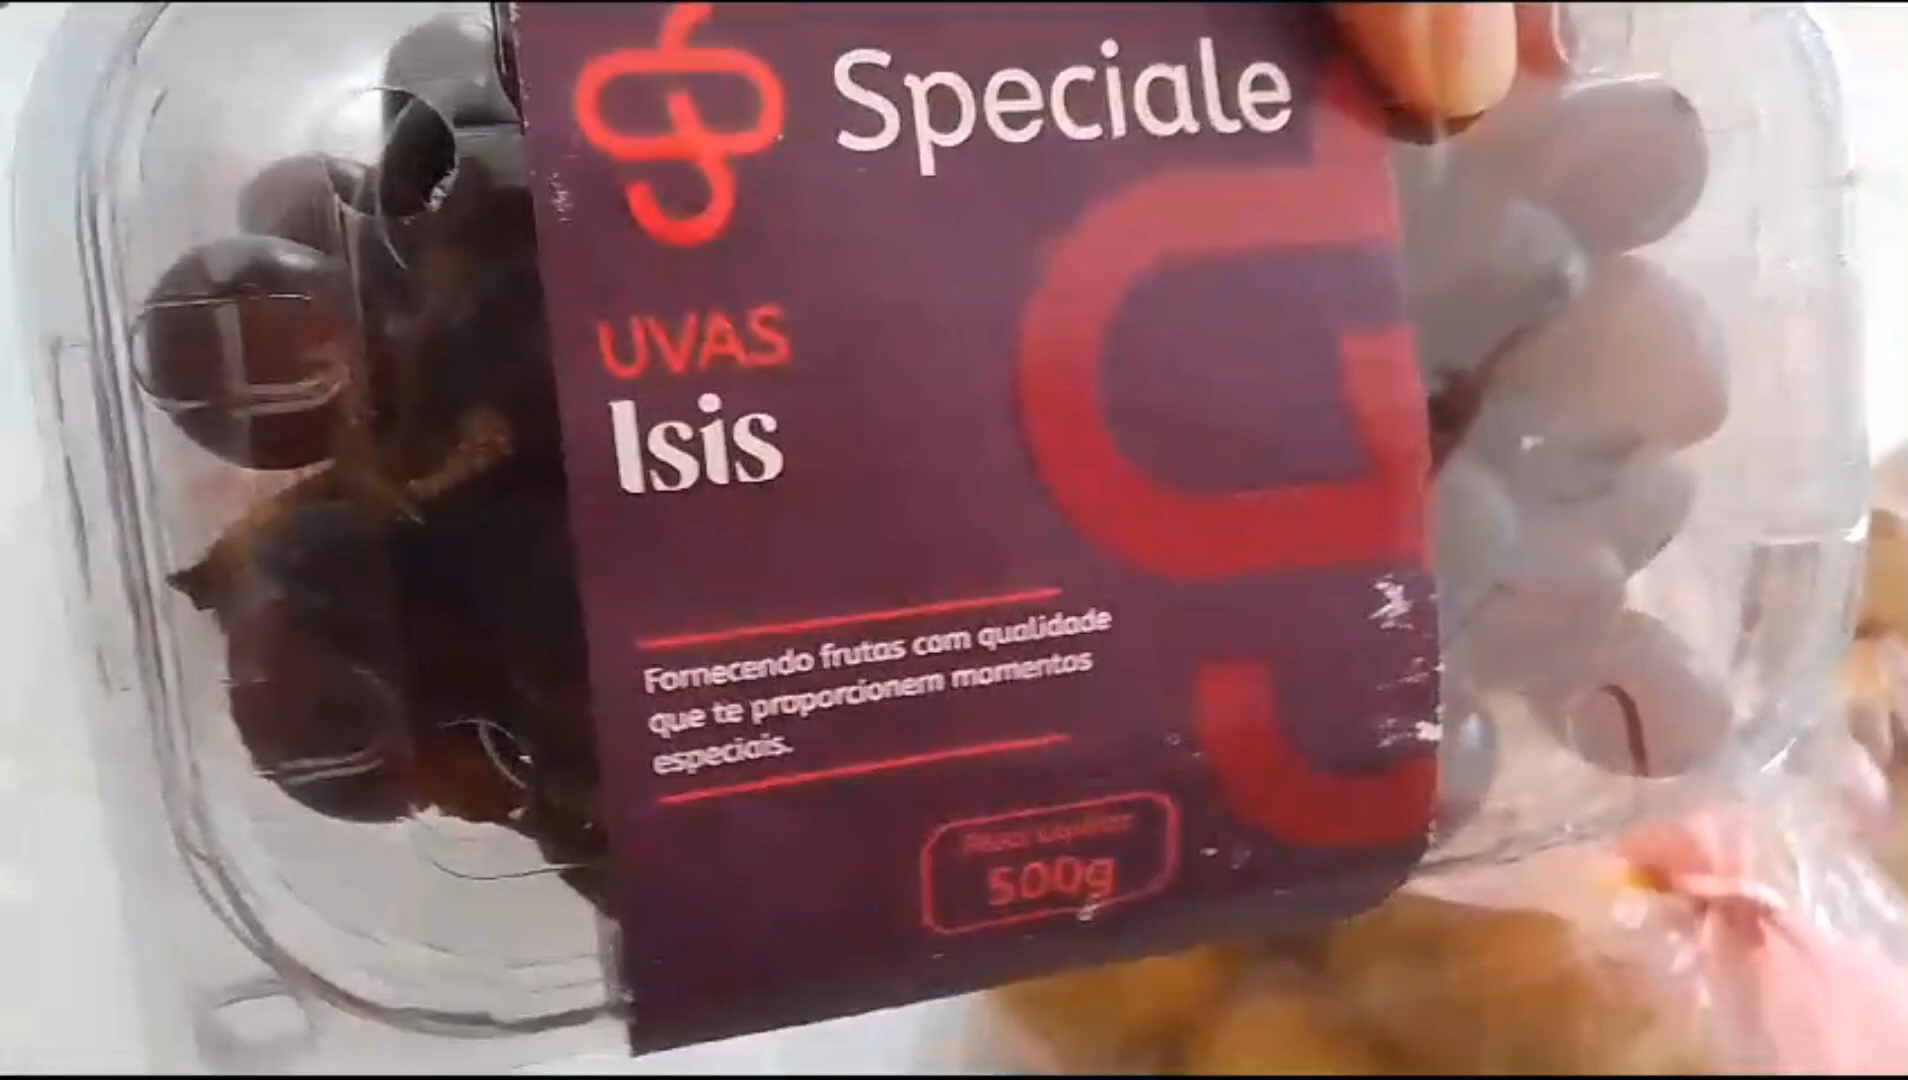 Speciale
UVAS
Isis
Fornecendo frutas com qualidade
que te proporcionem momentos
especiais.
500g